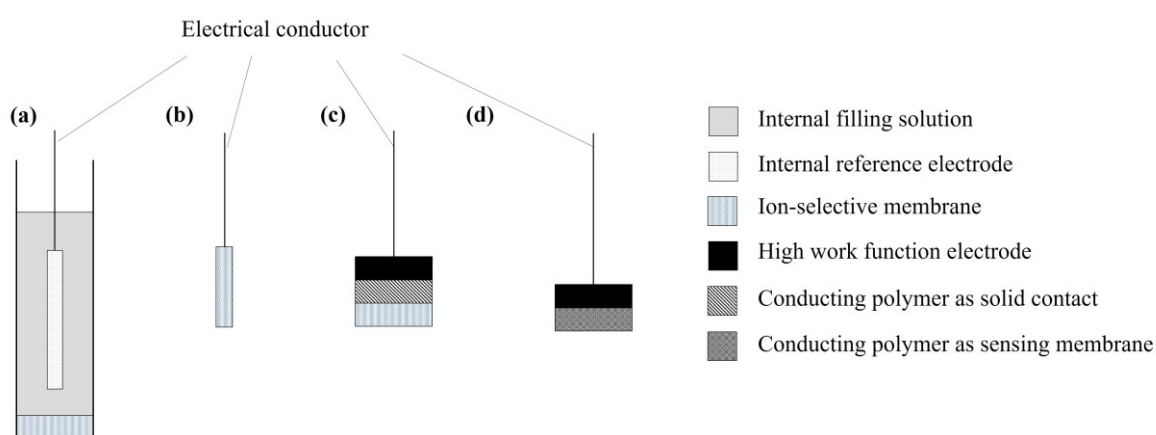 Electrical conductor
(a)
(b)
(c)
(d)
Internal filling solution
Internal reference electrode
Ion-selective membrane
High work function electrode
Conducting polymer as solid contact
Conducting polymer as sensing membrane